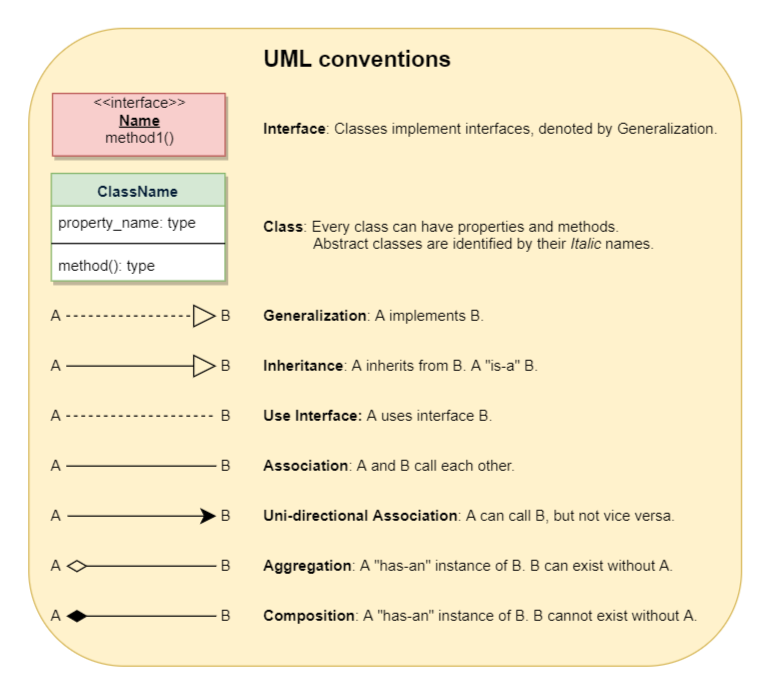 UML conventions
<<interface>>
Name
method1()
Interface: Classes implement interfaces, denoted by Generalization.
ClassName
property_name: type
method(): type
Class: Every class can have properties and methods.
Abstract classes are identified by their Italic names.
A B Generalization: A implements B.
A B Inheritance: A inherits from B. A "is-a" B.
A B Use Interface: A uses interface B.
A B Association: A and B call each other.
A B Uni-directional Association: A can call B, but not vice versa.
A B Aggregation: A "has-an" instance of B. B can exist without A.
A B Composition: A "has-an" instance of B. B cannot exist without A.